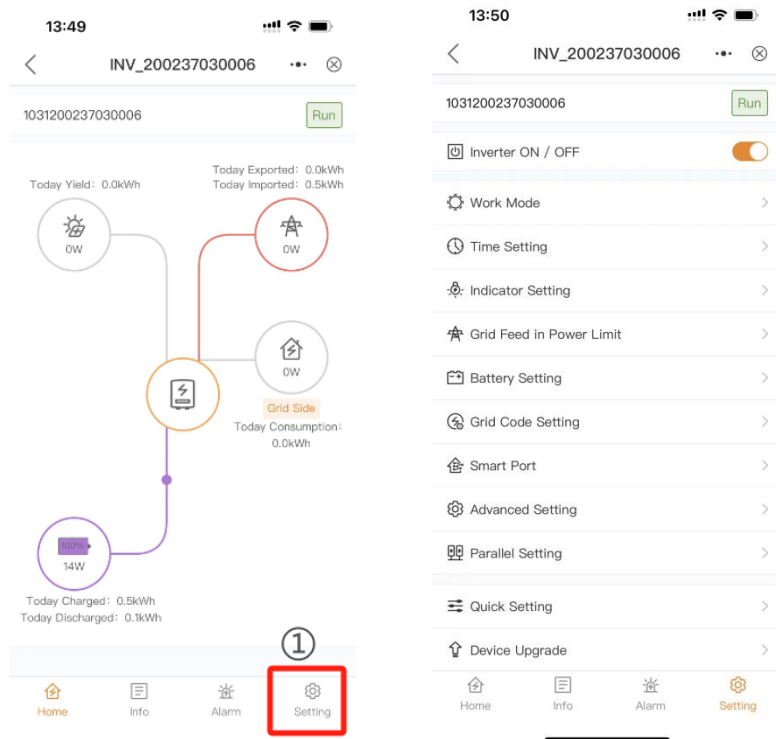 13:49
INV_200237030006
1031200237030006
Run
Today Exported: 0.0kWh
Today Yield: 0.0kWh
Today Imported: 0.5kWh
0W
0W
0W
Grid Side
Today Consumption:
0.0kWh
100%
14W
Today Charged: 0.5kWh
Today Discharged: 0.1kWh
①
Home
Info
Alarm
Setting
13:50
INV_200237030006
1031200237030006
Run
Inverter ON / OFF
Work Mode
Time Setting
Indicator Setting
Grid Feed in Power Limit
Battery Setting
Grid Code Setting
Smart Port
Advanced Setting
Parallel Setting
Quick Setting
Device Upgrade
Home
Info
Alarm
Setting